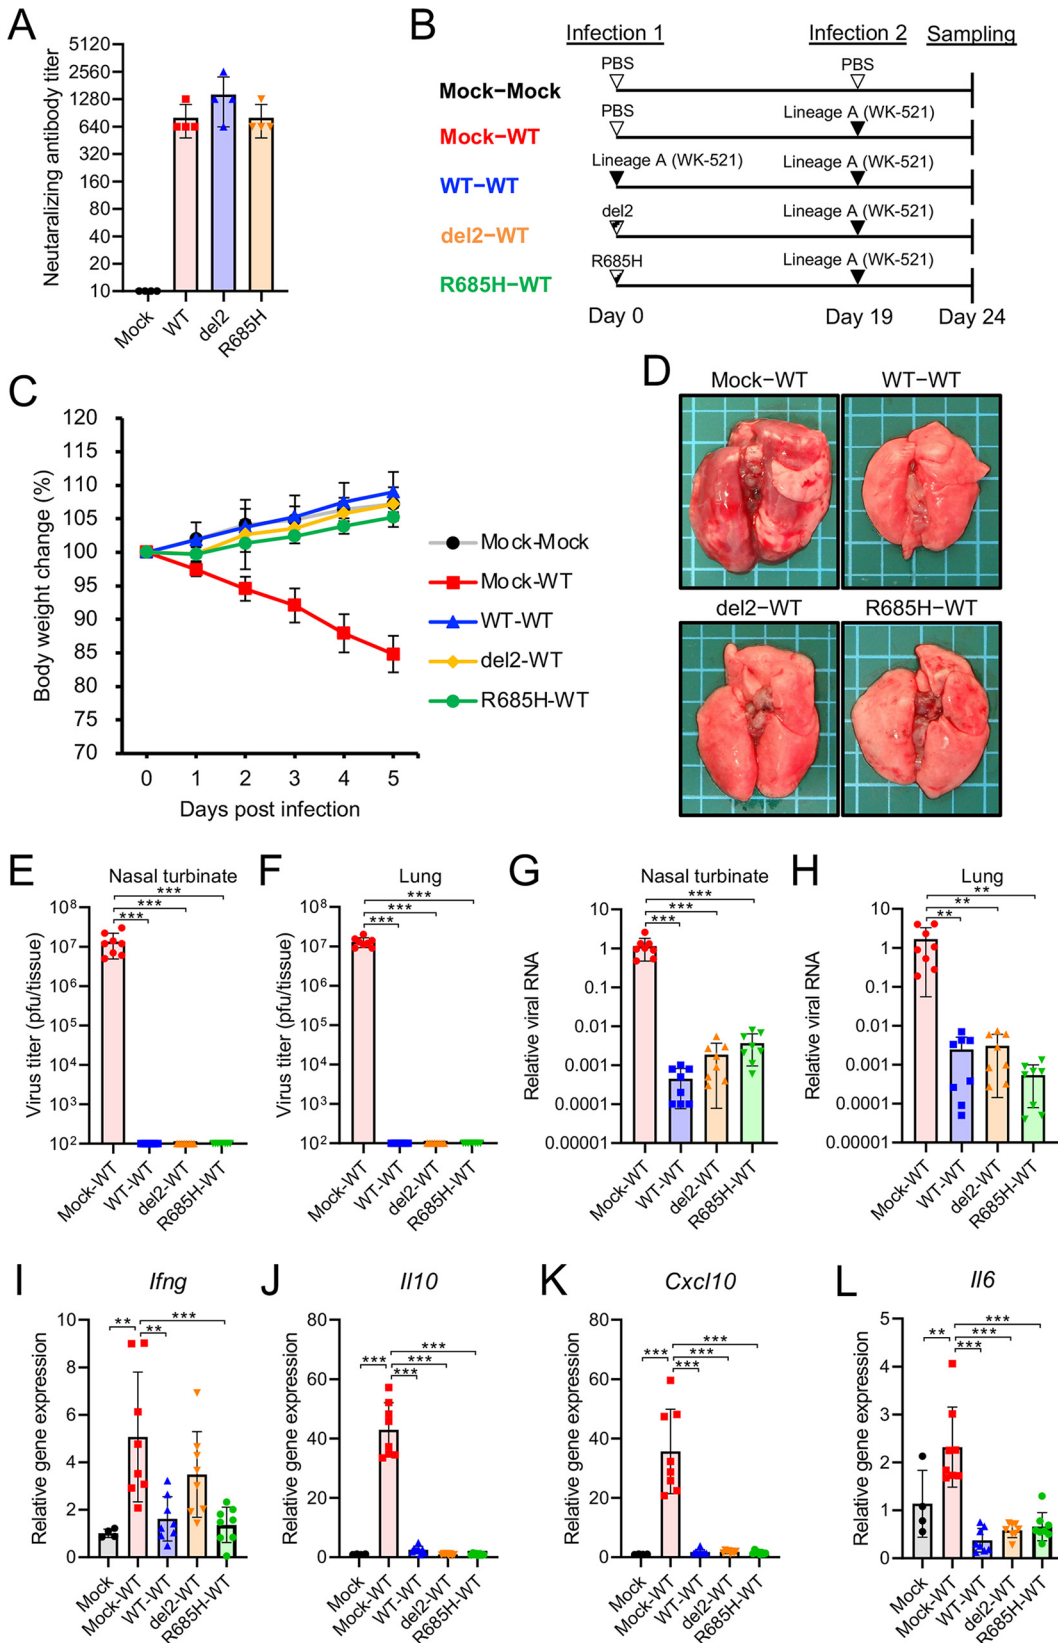 A
Neutaralizing antibody titer
5120
2560
1280
640
320
160
80
40
20
10
Mock
WT
del2
R685H
B
Infection 1
Infection 2
Sampling
PBS
PBS
Mock−Mock
PBS
Lineage A (WK-521)
Mock−WT
Lineage A (WK-521)
Lineage A (WK-521)
WT−WT
del2
Lineage A (WK-521)
del2−WT
R685H
Lineage A (WK-521)
R685H−WT
Day 0
Day 19
Day 24
C
Body weight change (%)
120
115
110
105
100
95
90
85
80
75
70
0 1 2 3 4 5
Days post infection
Mock-Mock
Mock-WT
WT-WT
del2-WT
R685H-WT
D
Mock−WT
WT−WT
del2−WT
R685H−WT
E
Nasal turbinate
Virus titer (pfu/tissue)
***
***
***
10⁸
10⁷
10⁶
10⁵
10⁴
10³
10²
Mock-WT
WT-WT
del2-WT
R685H-WT
F
Lung
Virus titer (pfu/tissue)
***
***
***
10⁸
10⁷
10⁶
10⁵
10⁴
10³
10²
Mock-WT
WT-WT
del2-WT
R685H-WT
G
Nasal turbinate
Relative viral RNA
***
***
***
10
1
0.1
0.01
0.001
0.0001
0.00001
Mock-WT
WT-WT
del2-WT
R685H-WT
H
Lung
Relative viral RNA
**
**
**
10
1
0.1
0.01
0.001
0.0001
0.00001
Mock-WT
WT-WT
del2-WT
R685H-WT
I
Ifng
Relative gene expression
***
**
**
10
8
6
4
2
0
Mock
Mock-WT
WT-WT
del2-WT
R685H-WT
J
Il10
Relative gene expression
***
***
***
***
80
60
40
20
0
Mock
Mock-WT
WT-WT
del2-WT
R685H-WT
K
Cxcl10
Relative gene expression
***
***
***
***
80
60
40
20
0
Mock
Mock-WT
WT-WT
del2-WT
R685H-WT
L
Il6
Relative gene expression
***
***
**
***
5
4
3
2
1
0
Mock
Mock-WT
WT-WT
del2-WT
R685H-WT